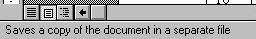 Saves a copy of the document in a separate file